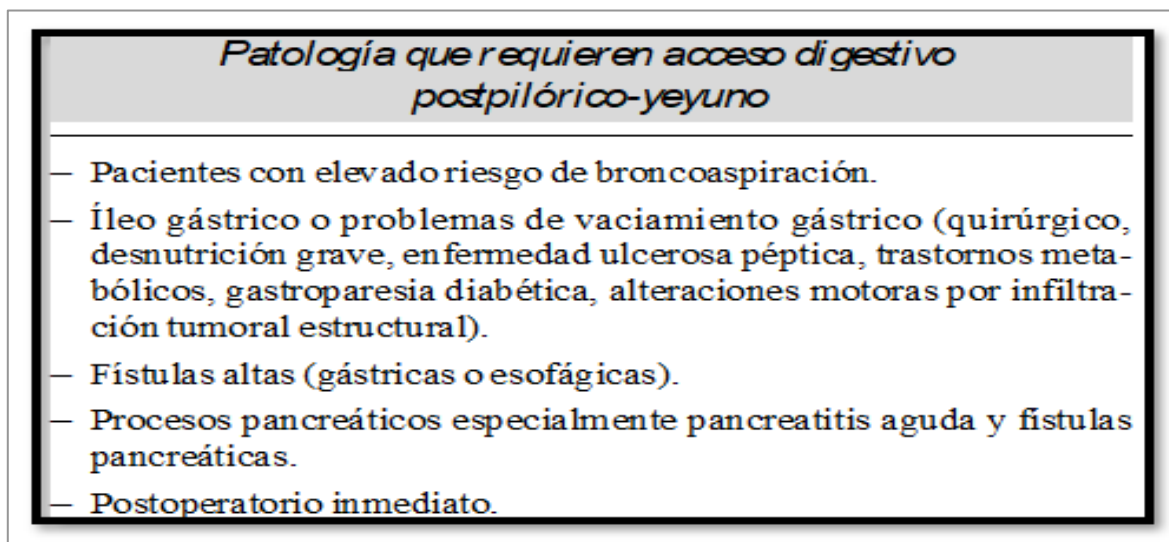 Patología que requieren acceso digestivo
postpilórico-yeyuno
– Pacientes con elevado riesgo de broncoaspiración.
– Íleo gástrico o problemas de vaciamiento gástrico (quirúrgico,
desnutrición grave, enfermedad ulcerosa péptica, trastornos meta-
bólicos, gastroparesia diabética, alteraciones motoras por infiltra-
ción tumoral estructural).
– Fístulas altas (gástricas o esofágicas).
– Procesos pancreáticos especialmente pancreatitis aguda y fístulas
pancreáticas.
– Postoperatorio inmediato.